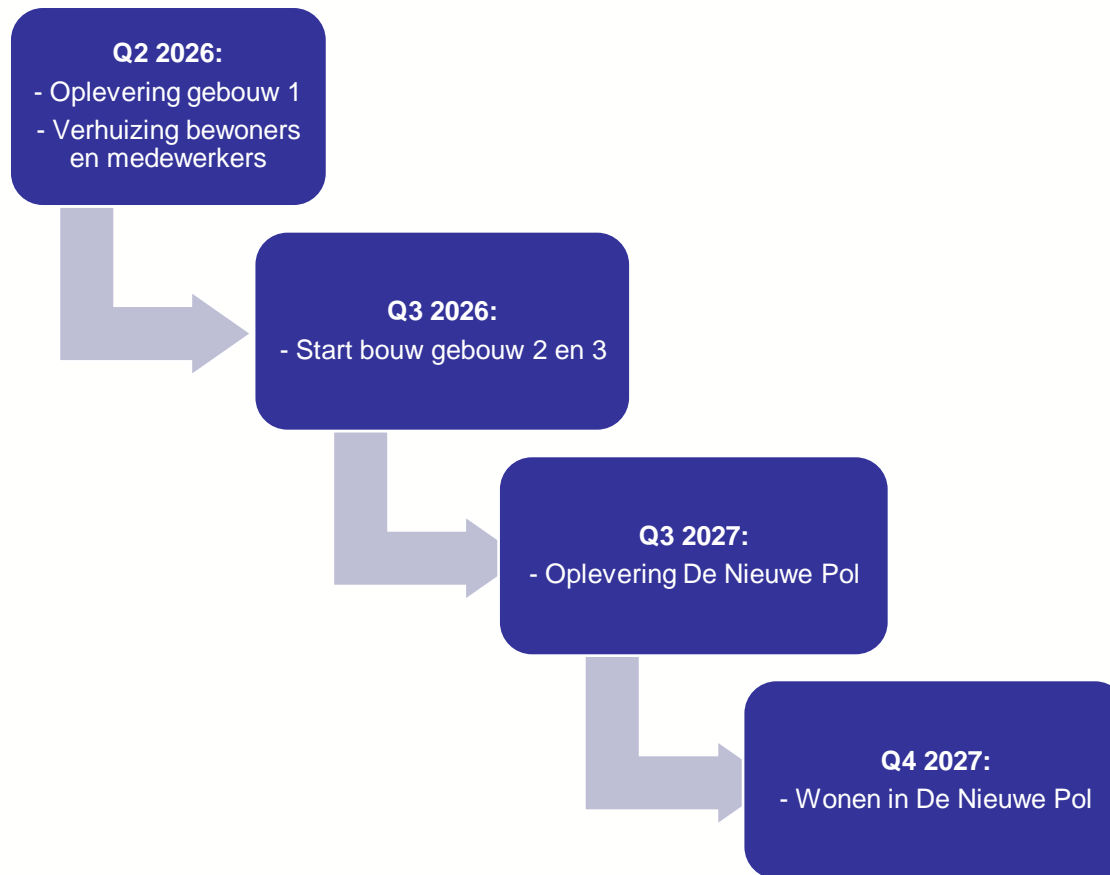 Q2 2026:
- Oplevering gebouw 1
- Verhuizing bewoners
en medewerkers
Q3 2026:
- Start bouw gebouw 2 en 3
Q3 2027:
- Oplevering De Nieuwe Pol
Q4 2027:
- Wonen in De Nieuwe Pol